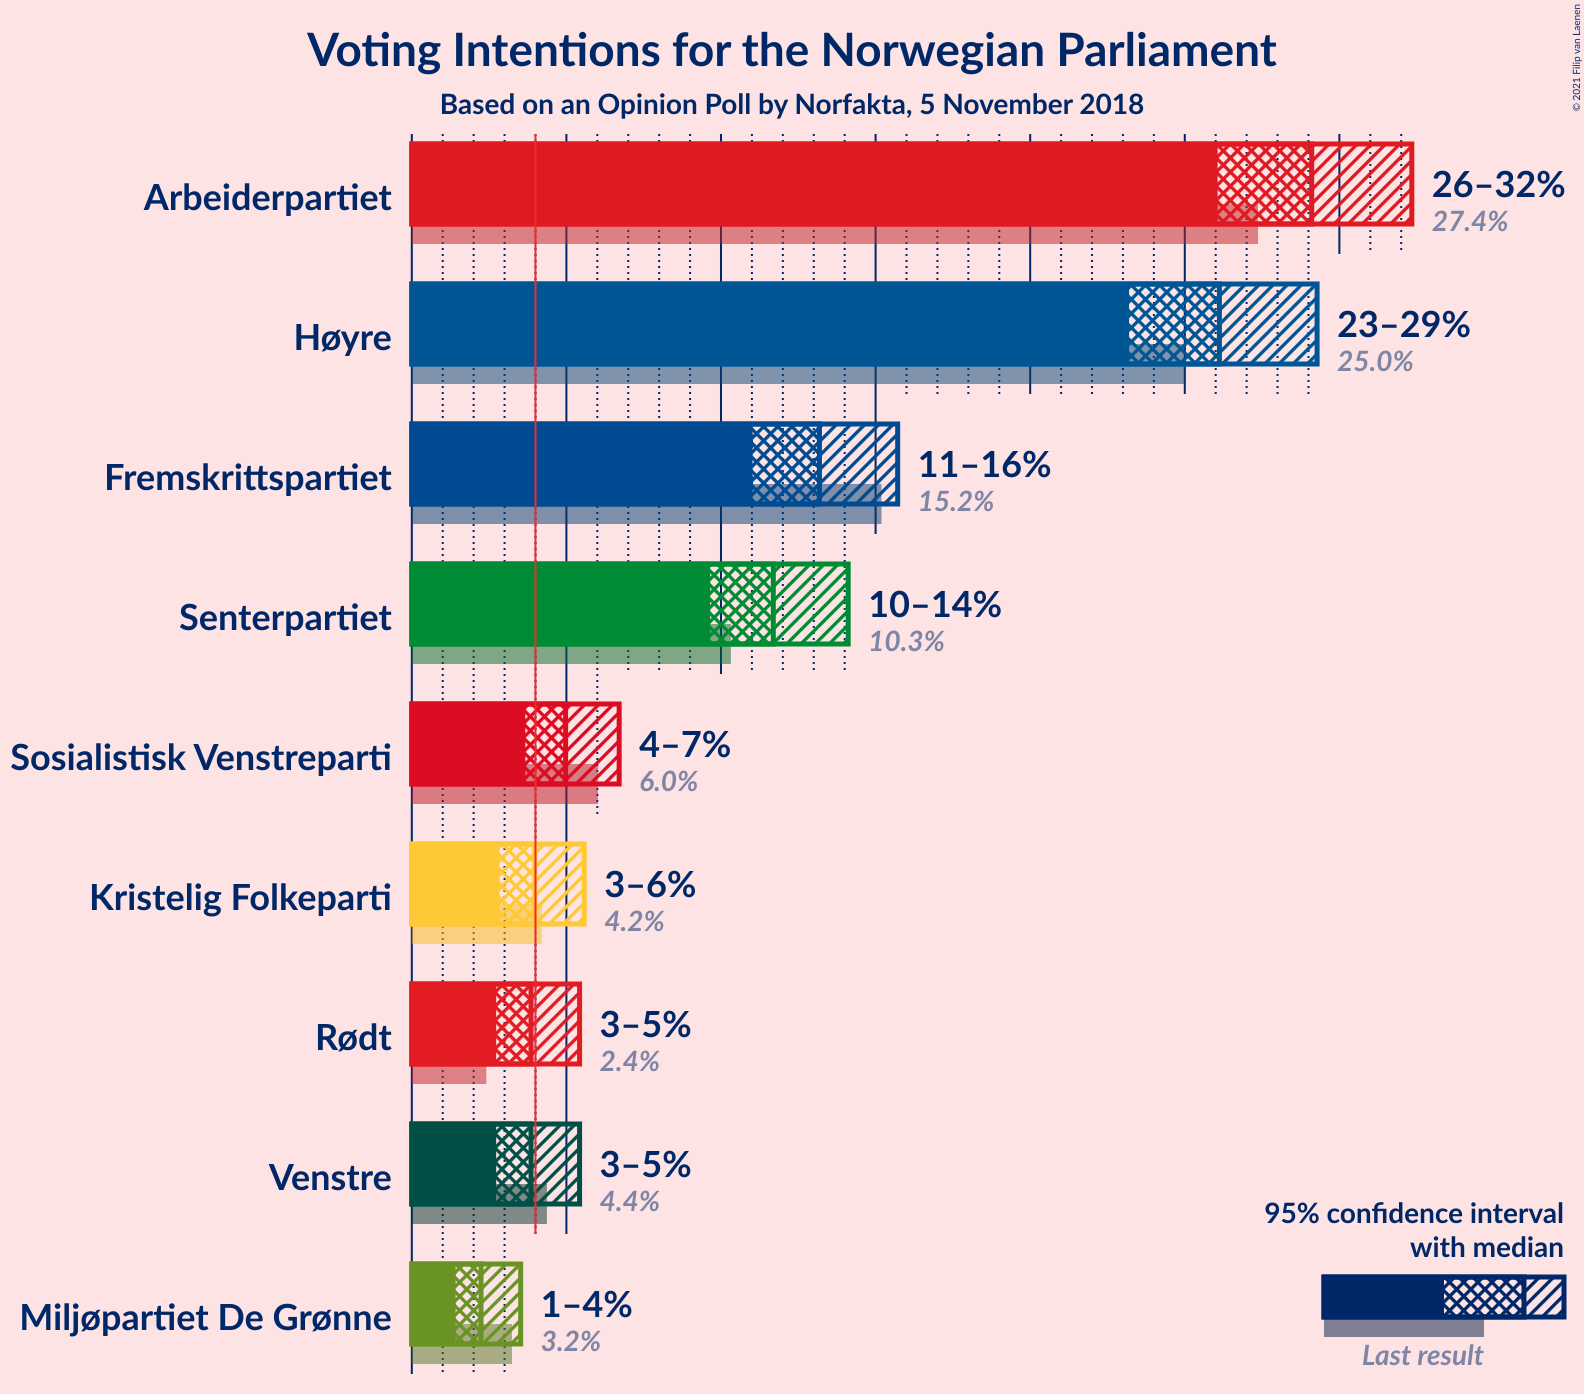 Voting Intentions for the Norwegian Parliament
Based on an Opinion Poll by Norfakta, 5 November 2018
© 2021 Filip van Laenen
Arbeiderpartiet
26–32%
27.4%
Høyre
23–29%
25.0%
Fremskrittspartiet
11–16%
15.2%
Senterpartiet
10–14%
10.3%
Sosialistisk Venstreparti
4–7%
6.0%
Kristelig Folkeparti
3–6%
4.2%
Rødt
3–5%
2.4%
Venstre
3–5%
4.4%
Miljøpartiet De Grønne
1–4%
3.2%
95% confidence interval
with median
Last result